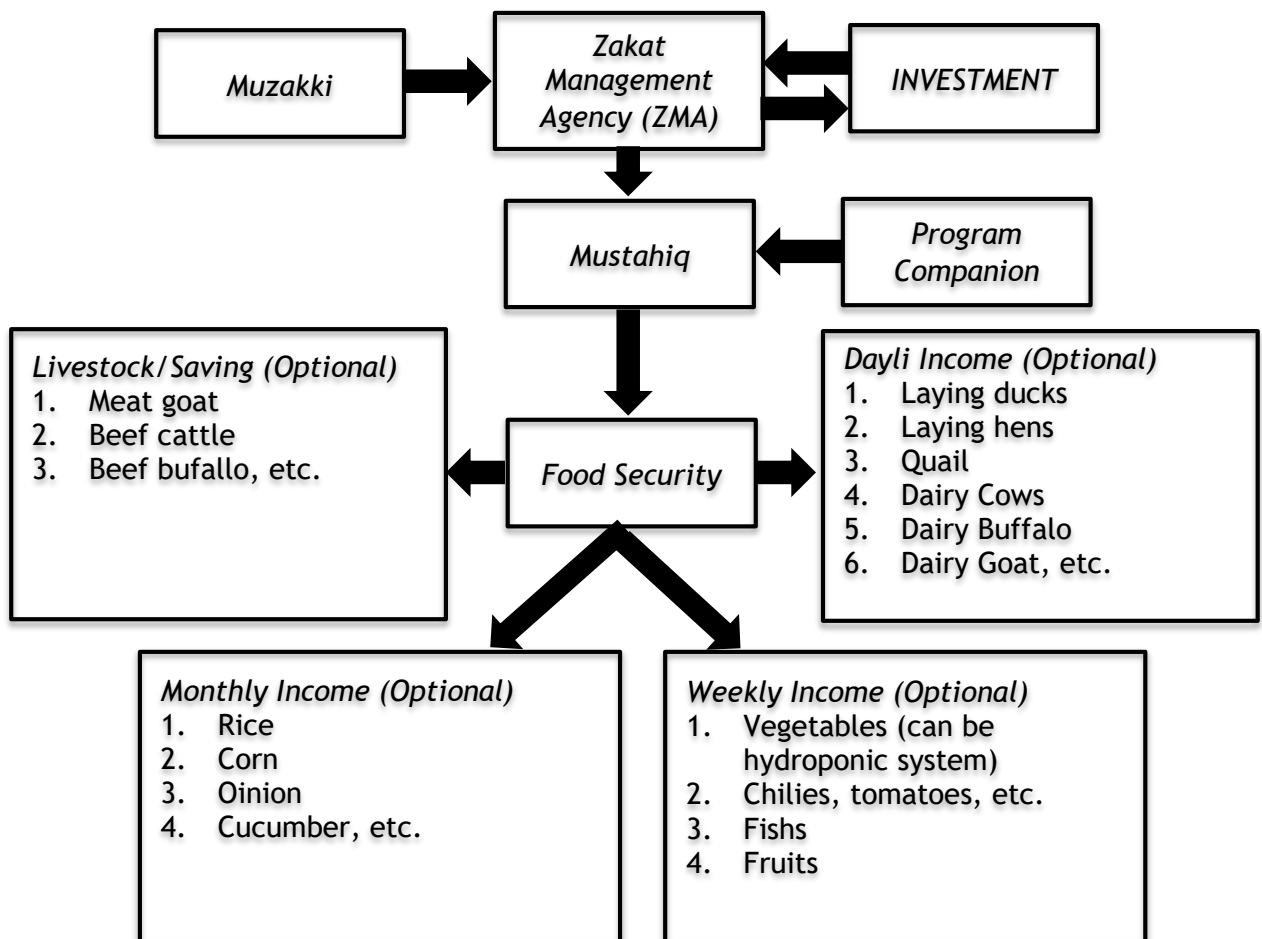 Muzakki
Zakat
Management
Agency (ZMA)
INVESTMENT
Mustahiq
Program
Companion
Livestock/Saving (Optional)
1. Meat goat
2. Beef cattle
3. Beef bufallo, etc.
Food Security
Dayli Income (Optional)
1. Laying ducks
2. Laying hens
3. Quail
4. Dairy Cows
5. Dairy Buffalo
6. Dairy Goat, etc.
Monthly Income (Optional)
1. Rice
2. Corn
3. Oinion
4. Cucumber, etc.
Weekly Income (Optional)
1. Vegetables (can be
hydroponic system)
2. Chilies, tomatoes, etc.
3. Fishs
4. Fruits